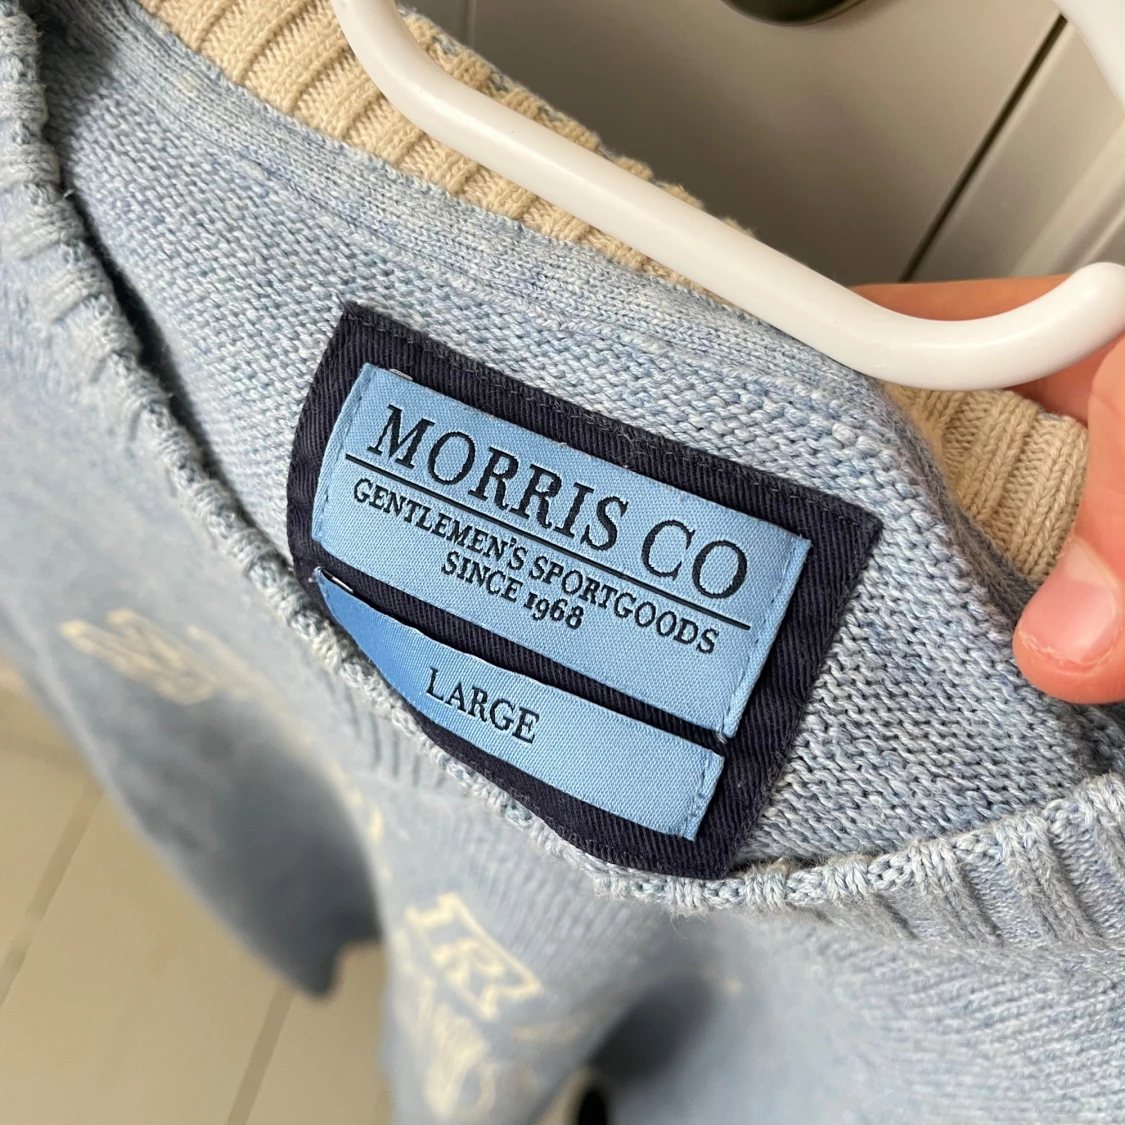 MORRIS CO
GENTLEMEN'S SPORTGOODS
SINCE 1968
LARGE